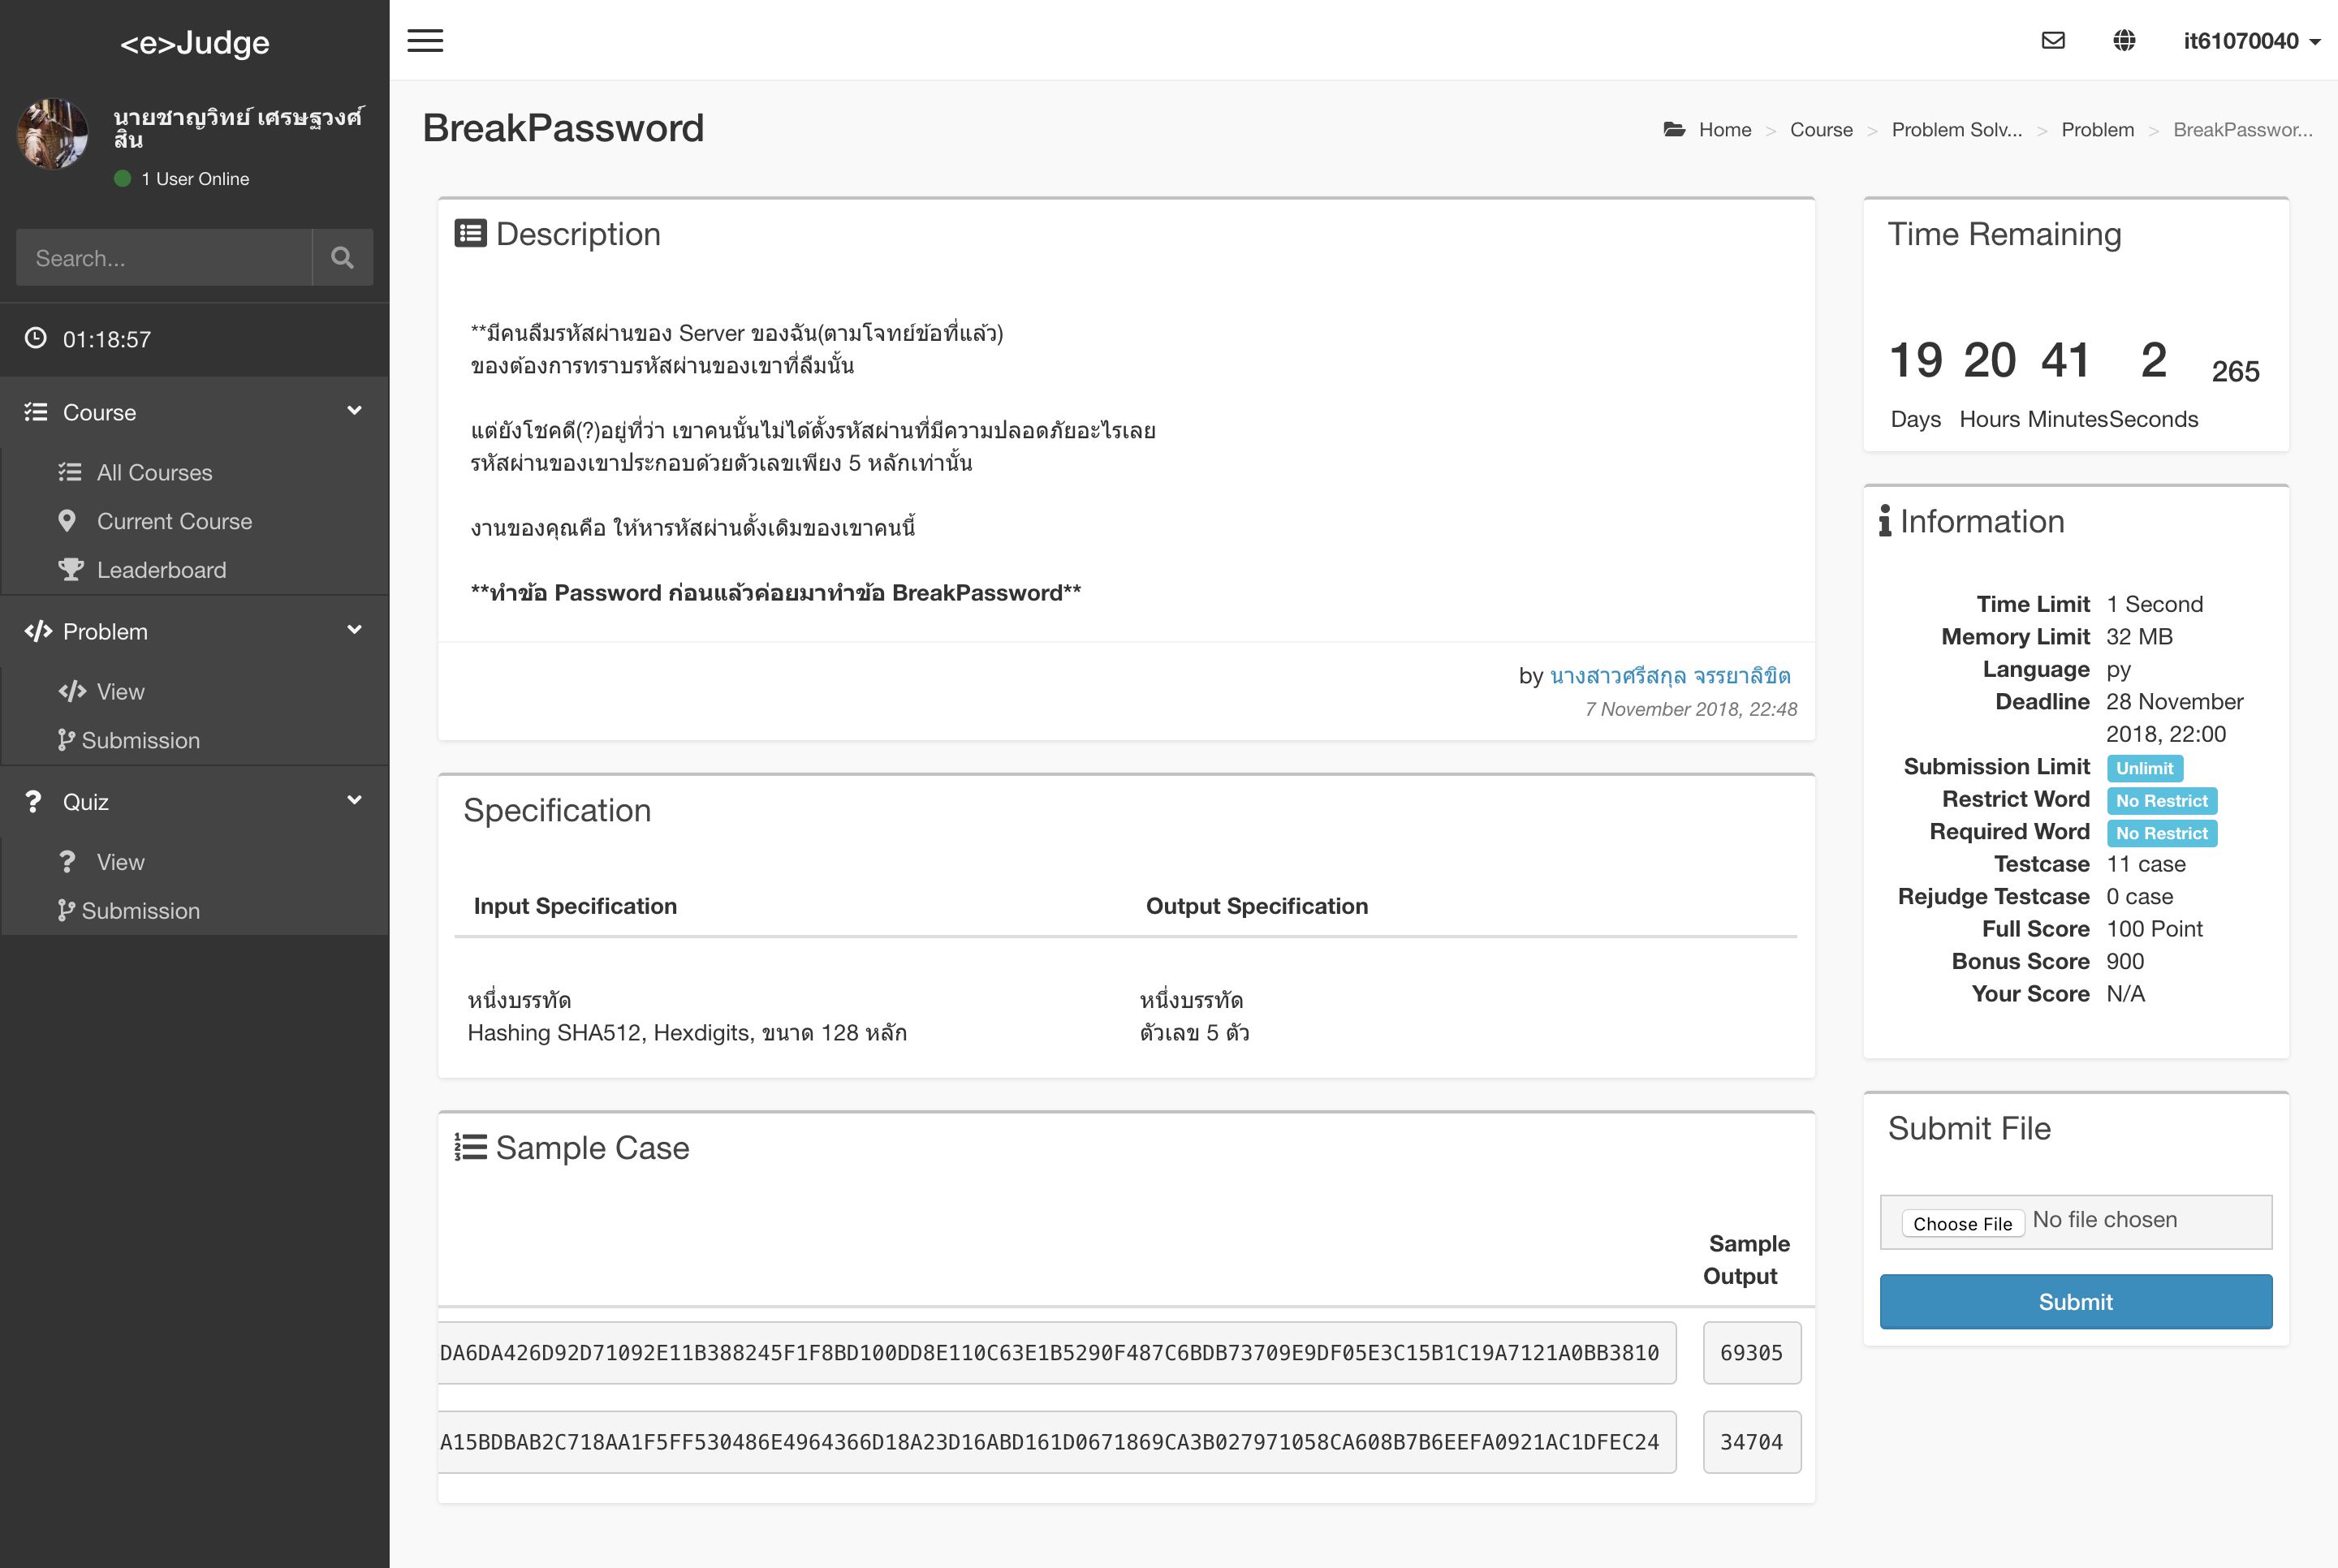 <e>Judge
นายชาญวิทย์ เศรษฐวงศ์
สิน
1 User Online
Search...
01:18:57
Course
All Courses
Current Course
Leaderboard
Problem
View
Submission
Quiz
View
Submission
it61070040
BreakPassword
Home > Course > Problem Solv... > Problem > BreakPasswor...
Description
**มีคนลืมรหัสผ่านของ Server ของฉัน(ตามโจทย์ข้อที่แล้ว)
ของต้องการทราบรหัสผ่านของเขาที่ลืมนั้น
แต่ยังโชคดี(?)อยู่ที่ว่า เขาคนนั้นไม่ได้ตั้งรหัสผ่านที่มีความปลอดภัยอะไรเลย
รหัสผ่านของเขาประกอบด้วยตัวเลขเพียง 5 หลักเท่านั้น
งานของคุณคือ ให้หารหัสผ่านดั้งเดิมของเขาคนนี้
**ทำข้อ Password ก่อนแล้วค่อยมาทำข้อ BreakPassword**
by นางสาวศรีสกุล จรรยาลิขิต
7 November 2018, 22:48
Specification
Input Specification Output Specification
หนึ่งบรรทัด หนึ่งบรรทัด
Hashing SHA512, Hexdigits, ขนาด 128 หลัก ตัวเลข 5 ตัว
Sample Case
Sample
Output
DA6DA426D92D71092E11B388245F1F8BD100DD8E110C63E1B5290F487C6BDB73709E9DF05E3C15B1C19A7121A0BB3810 69305
A15BDBAB2C718AA1F5FF530486E4964366D18A23D16ABD161D0671869CA3B027971058CA608B7B6EEFA0921AC1DFEC24 34704
Time Remaining
19 20 41 2 265
Days Hours Minutes Seconds
Information
Time Limit 1 Second
Memory Limit 32 MB
Language py
Deadline 28 November
2018, 22:00
Submission Limit Unlimit
Restrict Word No Restrict
Required Word No Restrict
Testcase 11 case
Rejudge Testcase 0 case
Full Score 100 Point
Bonus Score 900
Your Score N/A
Submit File
Choose File No file chosen
Submit